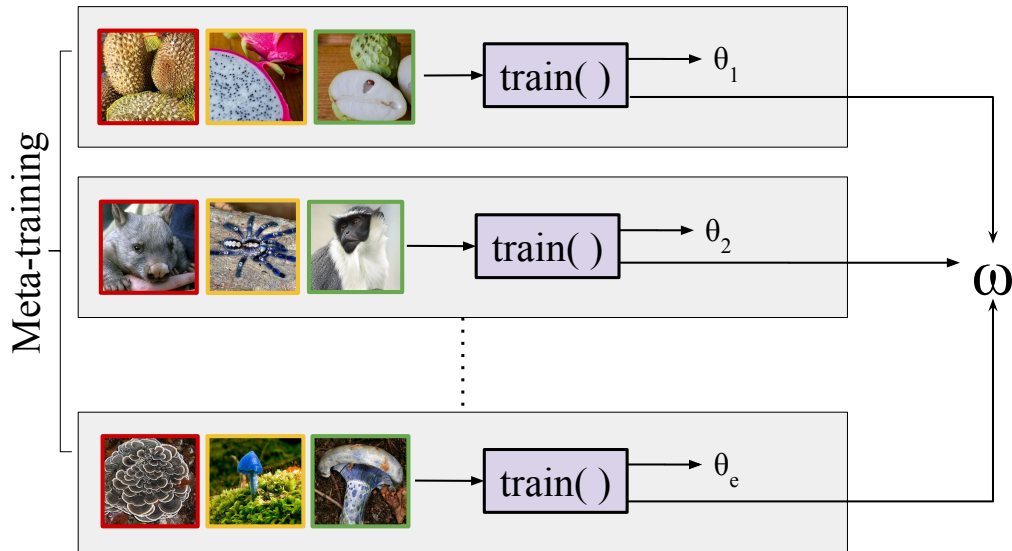 Meta-training
train( )
θ₁
train( )
θ₂
ω
train( )
θₑ